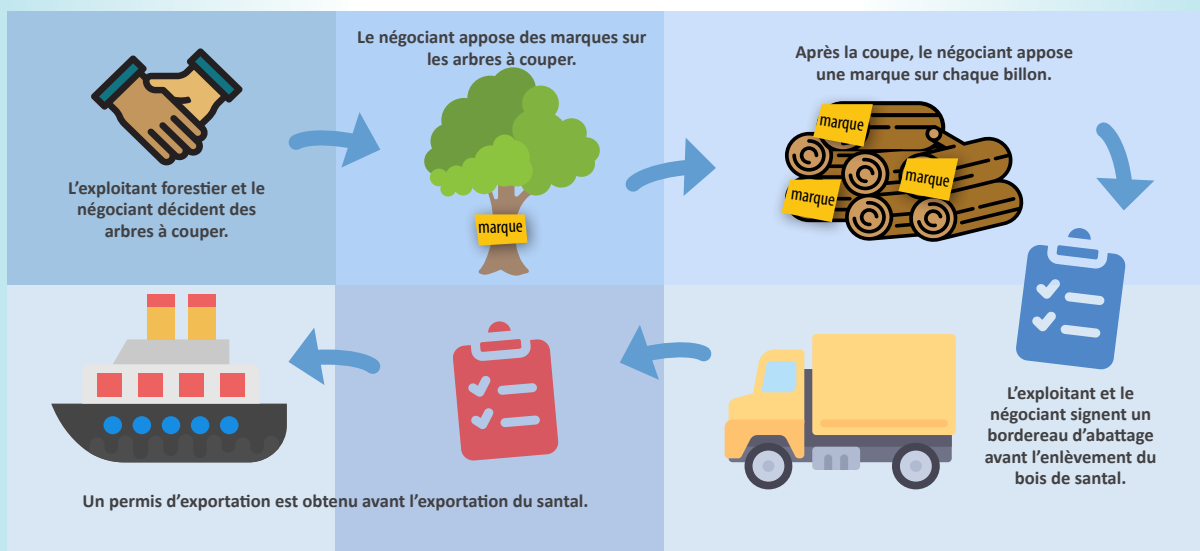 L'exploitant forestier et le
négociant décident des
arbres à couper.
Le négociant appose des marques sur
les arbres à couper.
marque
Après la coupe, le négociant appose
une marque sur chaque billon.
marque
marque
marque
L'exploitant et le
négociant signent un
bordereau d'abattage
avant l'enlèvement du
bois de santal.
Un permis d'exportation est obtenu avant l'exportation du santal.